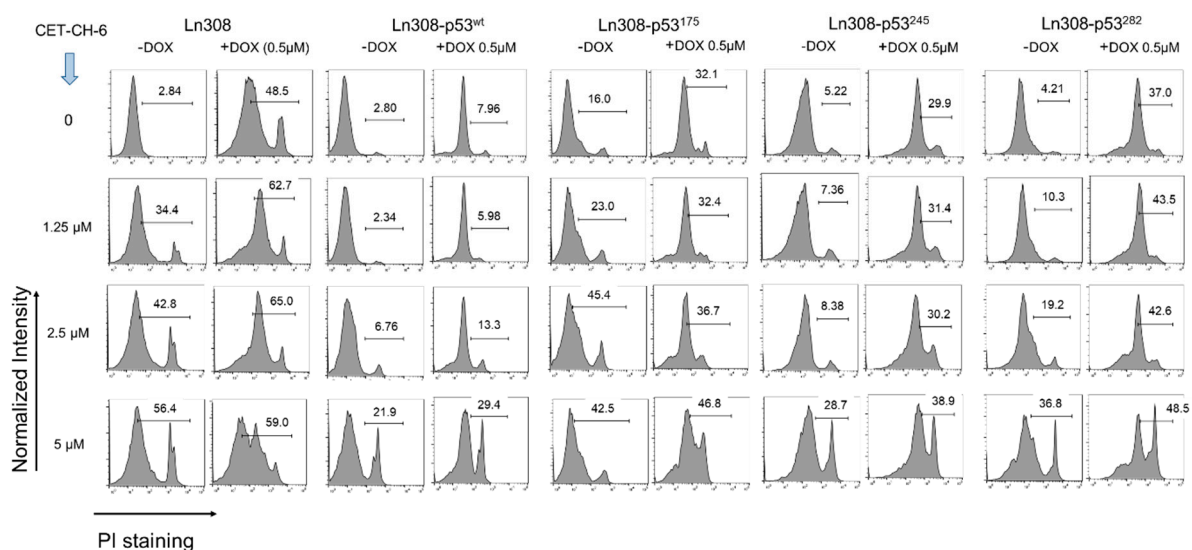 CET-CH-6
Ln308
Ln308-p53wt
Ln308-p53175
Ln308-p53245
Ln308-p53282
-DOX +DOX (0.5µM) -DOX +DOX 0.5µM -DOX +DOX 0.5µM -DOX +DOX 0.5µM -DOX +DOX 0.5µM
0 2.84 48.5 2.80 7.96 16.0 32.1 5.22 29.9 4.21 37.0
1.25 µM 34.4 62.7 2.34 5.98 23.0 32.4 7.36 31.4 10.3 43.5
2.5 µM 42.8 65.0 6.76 13.3 45.4 36.7 8.38 30.2 19.2 42.6
5 µM 56.4 59.0 21.9 29.4 42.5 46.8 28.7 38.9 36.8 48.5
Normalized Intensity
PI staining